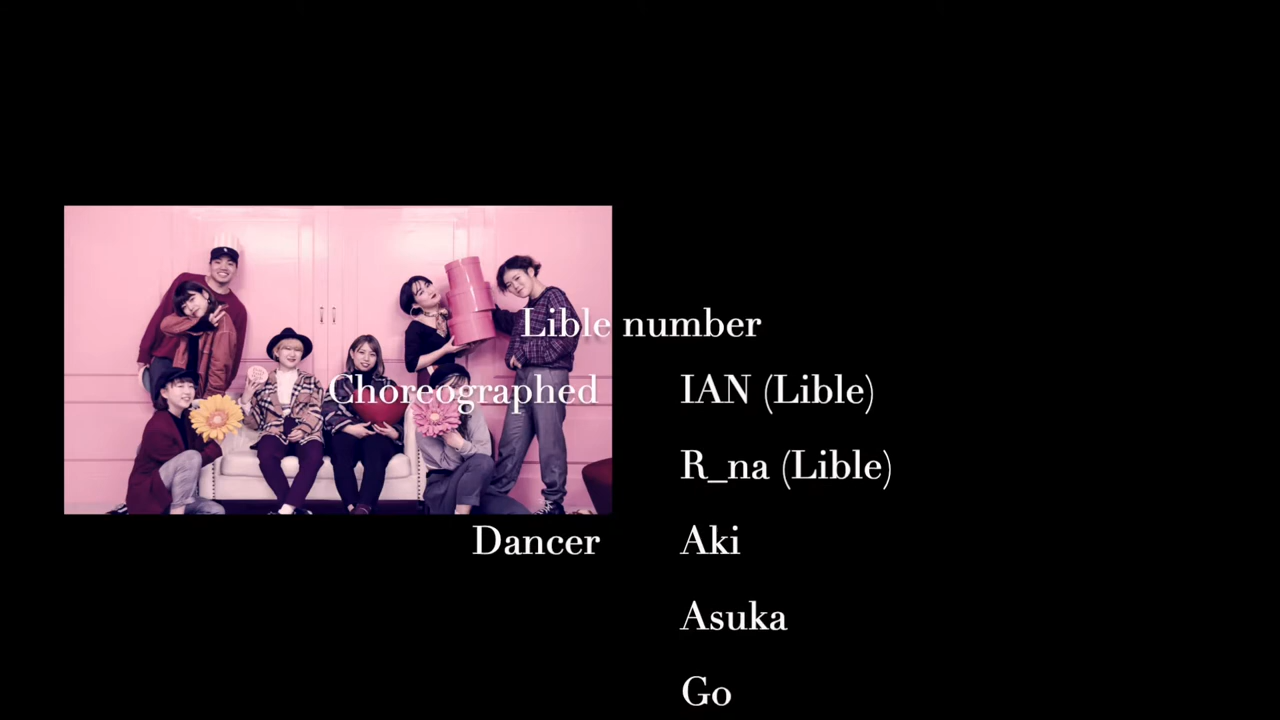 Lible number
Choreographed IAN (Lible)
R_na (Lible)
Dancer Aki
Asuka
Go